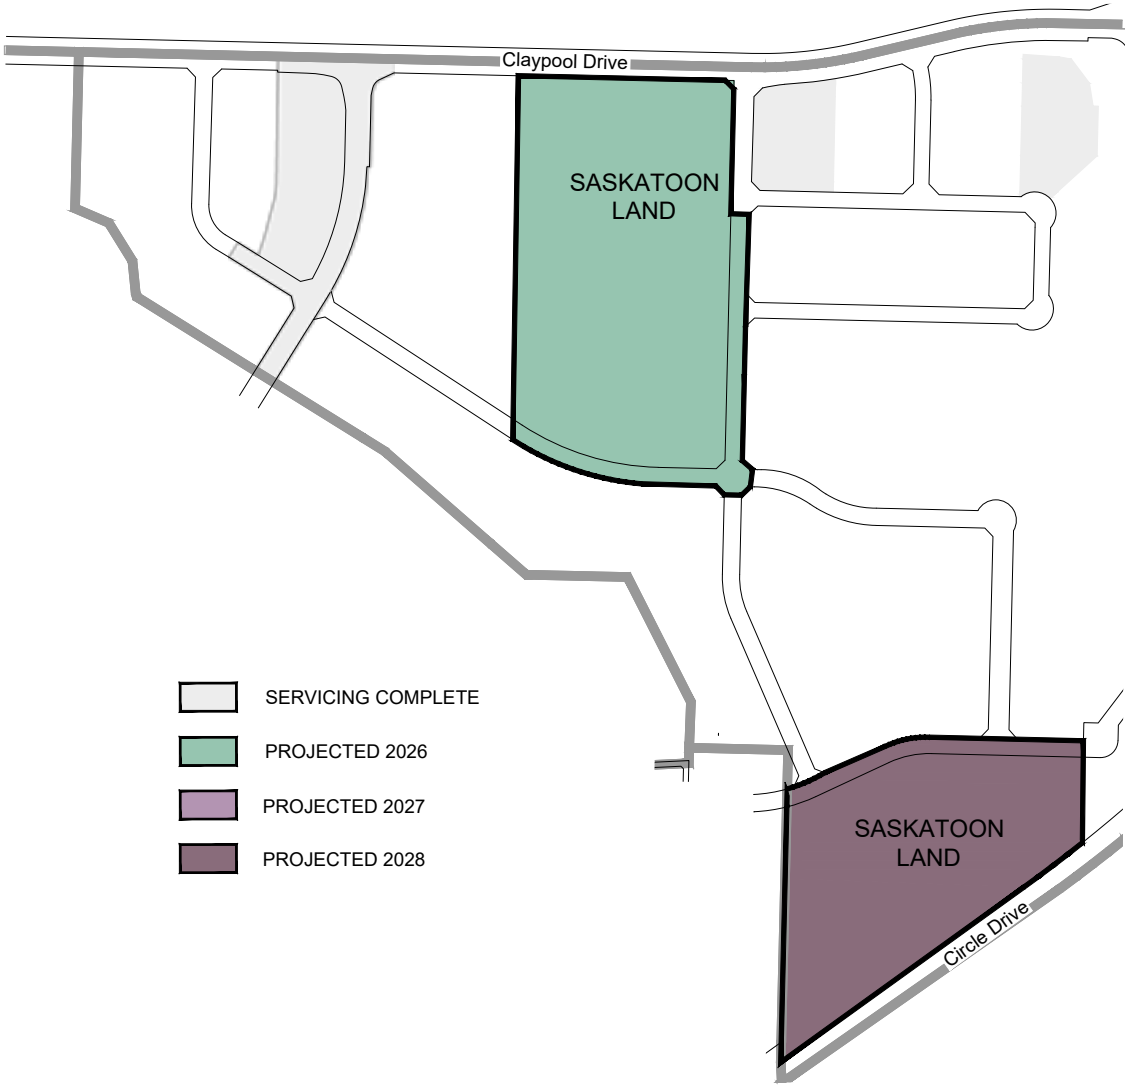 Claypool Drive
SASKATOON
LAND
SERVICING COMPLETE
PROJECTED 2026
PROJECTED 2027
PROJECTED 2028
SASKATOON
LAND
Circle Drive